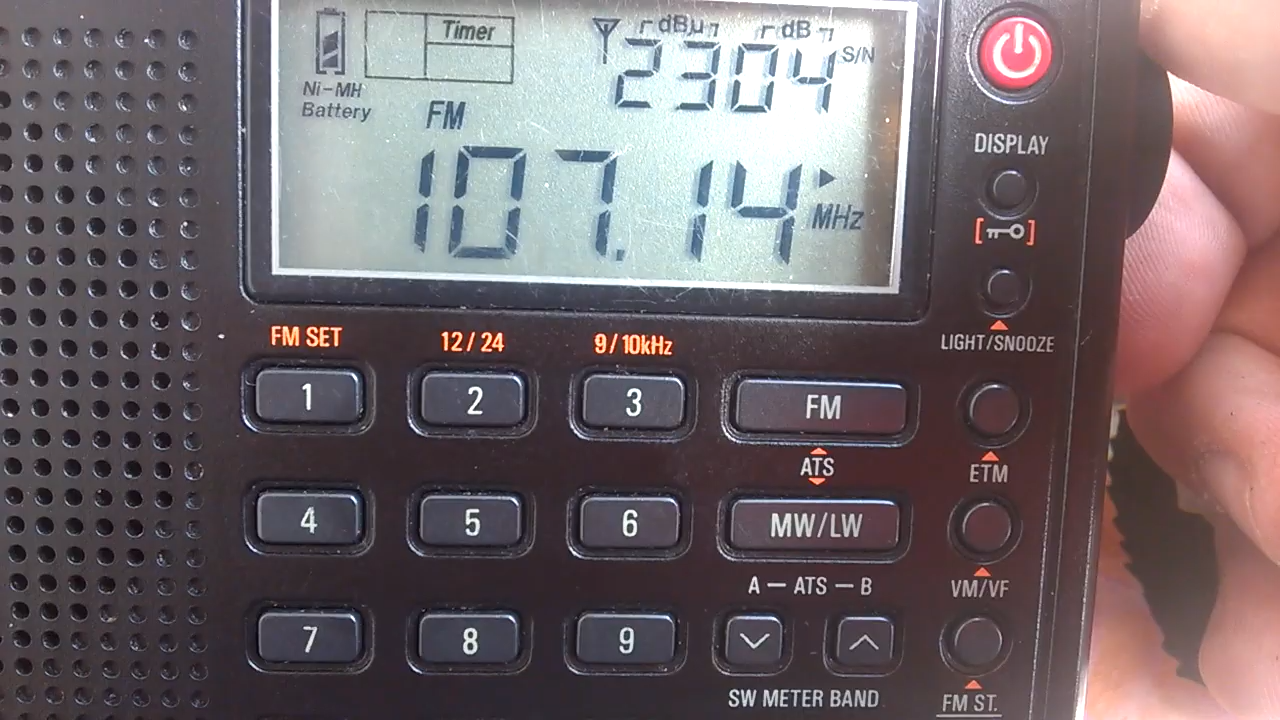 Timer dBµ dB
2304 S/N
Ni-MH
Battery
FM
107.14 MHz
DISPLAY
LIGHT/SNOOZE
FM SET 12/24 9/10kHz
1 2 3 FM
ATS
ETM
4 5 6 MW/LW
A — ATS — B
VM/VF
7 8 9
SW METER BAND
FM ST.